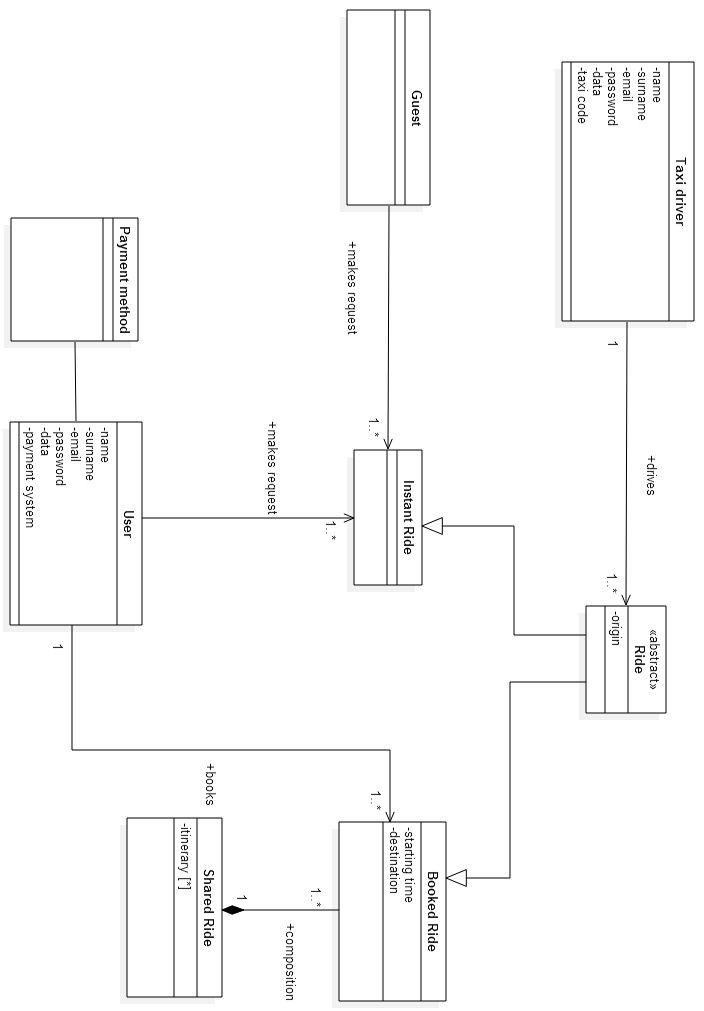 Taxi driver
-name
-surname
-email
-password
-data
-taxi code
1
+drives
1..*
«abstract»
Ride
-origin
Guest
+makes request
1..*
Instant Ride
Payment method
User
-name
-surname
-email
-password
-data
-payment system
+makes request
1..*
1
+books
1..*
Booked Ride
-starting time
-destination
1..*
+composition
1
Shared Ride
-itinerary [*]